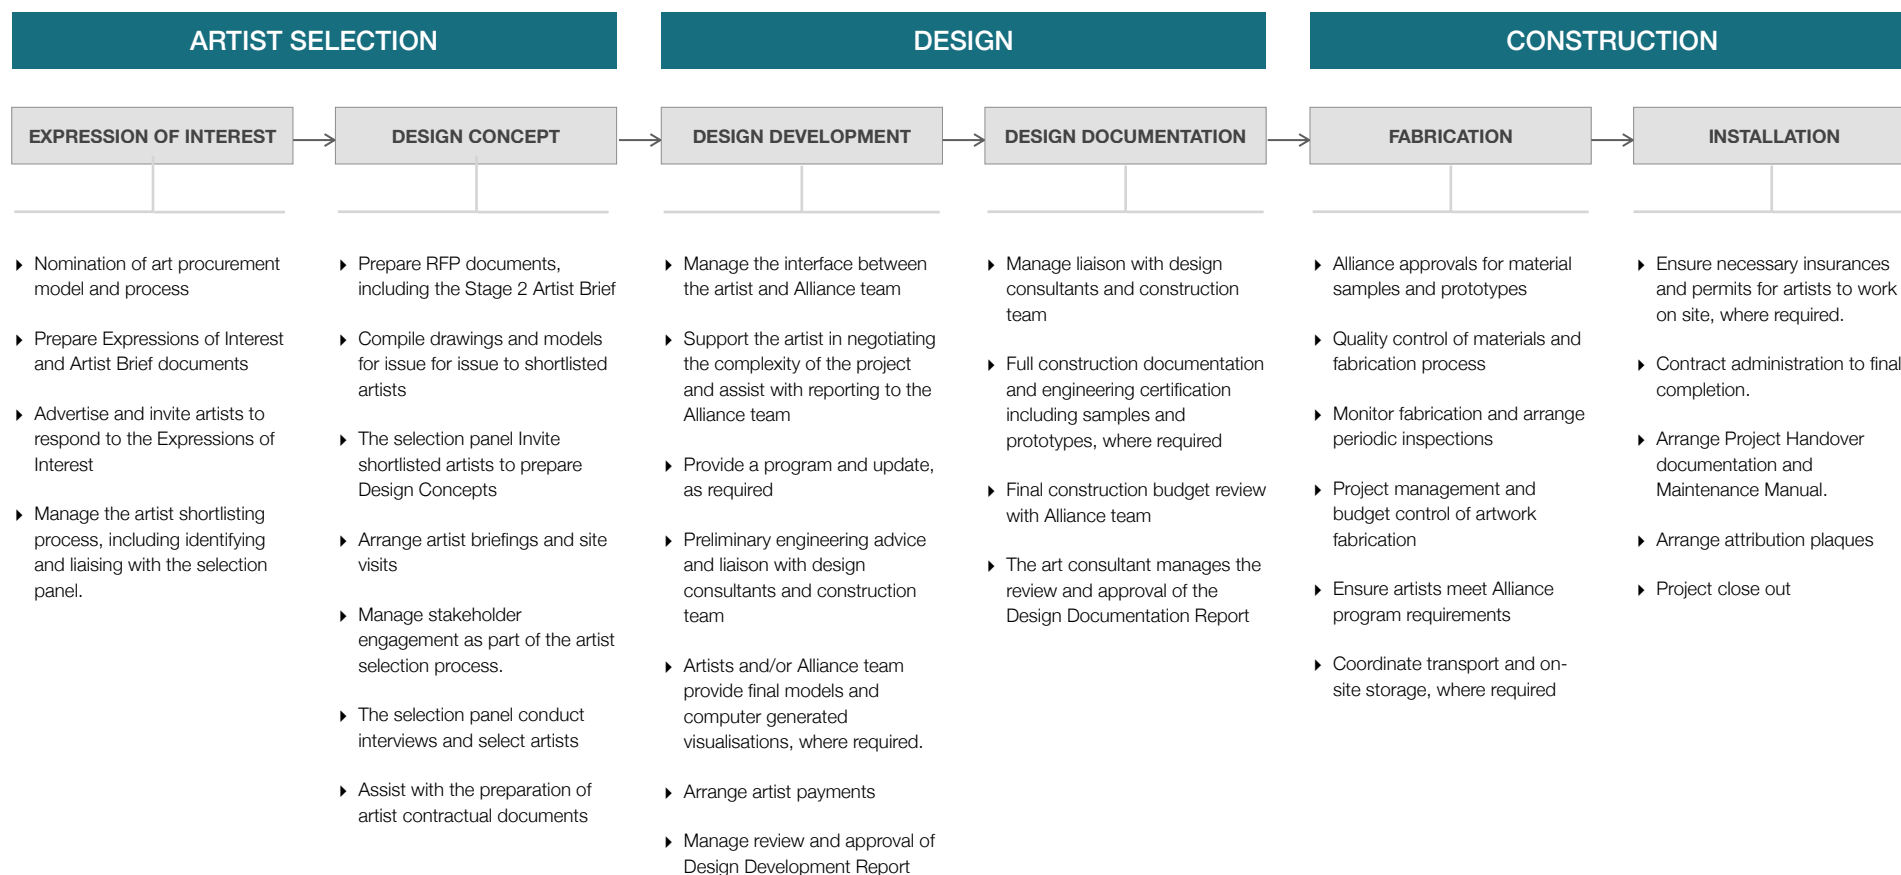 ARTIST SELECTION
DESIGN
CONSTRUCTION
EXPRESSION OF INTEREST
DESIGN CONCEPT
DESIGN DEVELOPMENT
DESIGN DOCUMENTATION
FABRICATION
INSTALLATION
Nomination of art procurement
model and process
Prepare Expressions of Interest
and Artist Brief documents
Advertise and invite artists to
respond to the Expressions of
Interest
Manage the artist shortlisting
process, including identifying
and liaising with the selection
panel.
Prepare RFP documents,
including the Stage 2 Artist Brief
Compile drawings and models
for issue for issue to shortlisted
artists
The selection panel Invite
shortlisted artists to prepare
Design Concepts
Arrange artist briefings and site
visits
Manage stakeholder
engagement as part of the artist
selection process.
The selection panel conduct
interviews and select artists
Assist with the preparation of
artist contractual documents
Manage the interface between
the artist and Alliance team
Support the artist in negotiating
the complexity of the project
and assist with reporting to the
Alliance team
Provide a program and update,
as required
Preliminary engineering advice
and liaison with design
consultants and construction
team
Artists and/or Alliance team
provide final models and
computer generated
visualisations, where required.
Arrange artist payments
Manage review and approval of
Design Development Report
Manage liaison with design
consultants and construction
team
Full construction documentation
and engineering certification
including samples and
prototypes, where required
Final construction budget review
with Alliance team
The art consultant manages the
review and approval of the
Design Documentation Report
Alliance approvals for material
samples and prototypes
Quality control of materials and
fabrication process
Monitor fabrication and arrange
periodic inspections
Project management and
budget control of artwork
fabrication
Ensure artists meet Alliance
program requirements
Coordinate transport and on-
site storage, where required
Ensure necessary insurances
and permits for artists to work
on site, where required.
Contract administration to final
completion.
Arrange Project Handover
documentation and
Maintenance Manual.
Arrange attribution plaques
Project close out